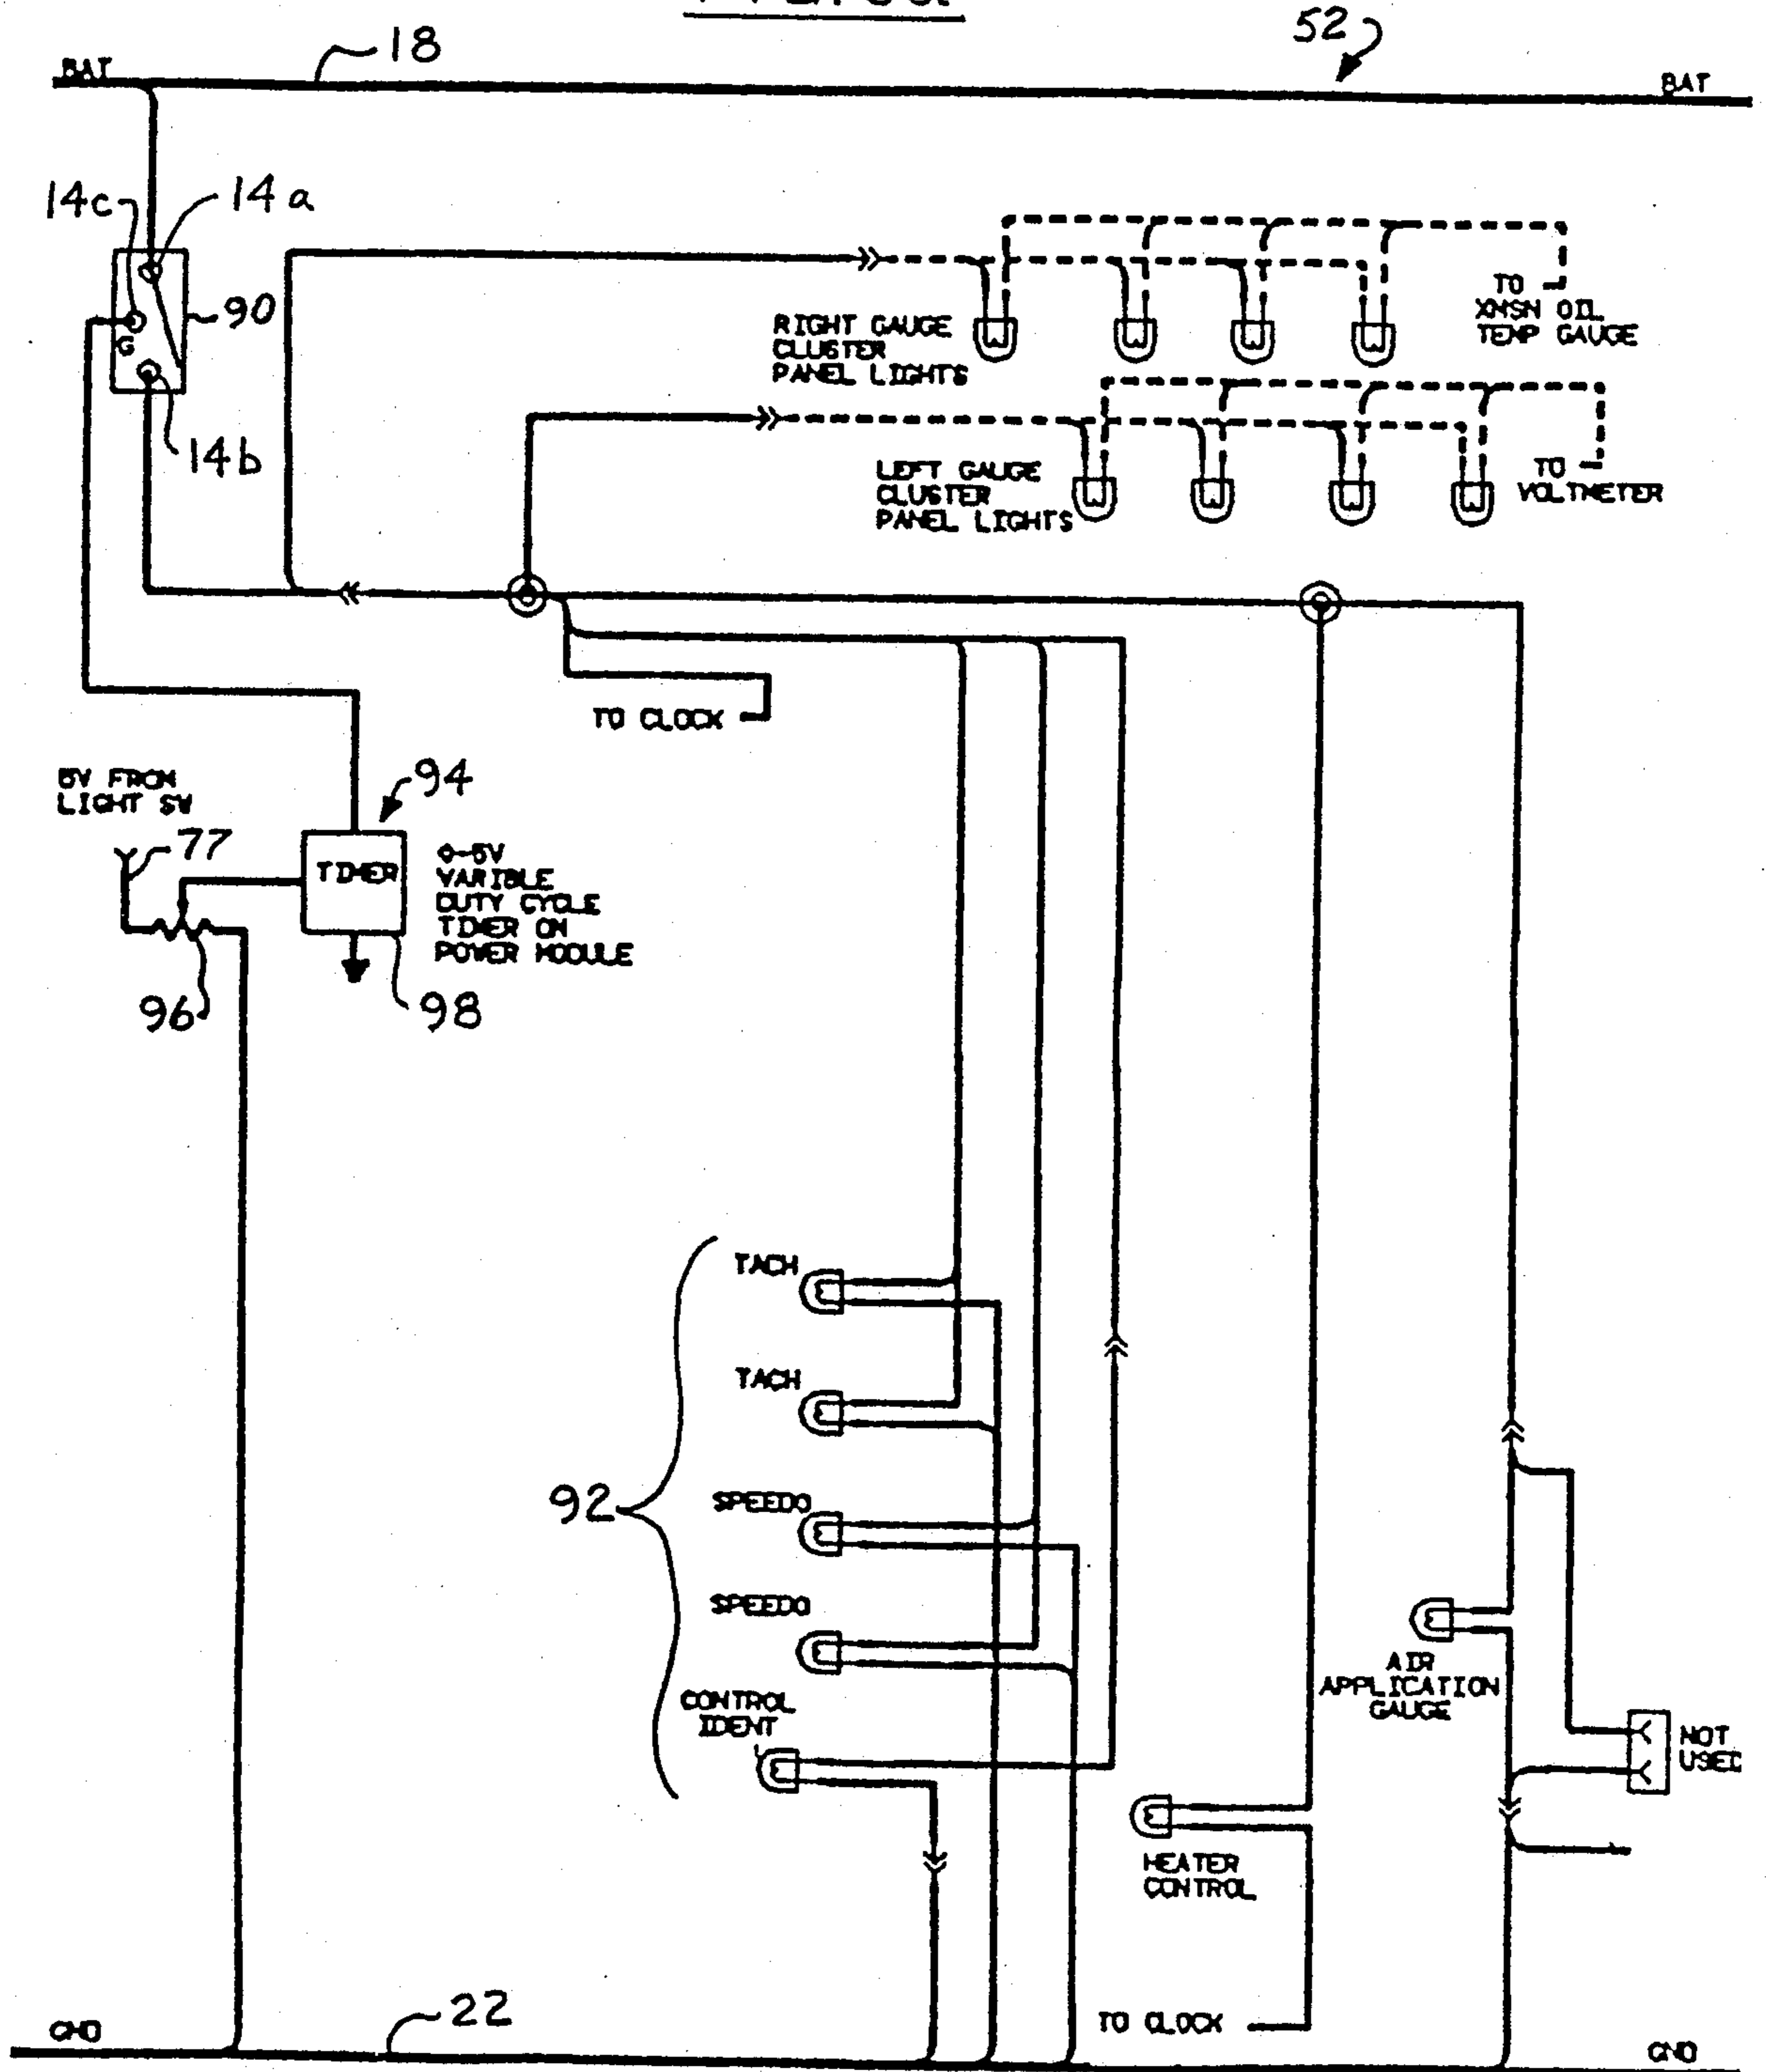 52
18
BAT
BAT
14c
14a
90
G
14b
RIGHT GAUGE
CLUSTER
PANEL LIGHTS
TO
XMSN OIL
TEMP GAUGE
LEFT GAUGE
CLUSTER
PANEL LIGHTS
TO
VOLTMETER
TO CLOCK
5V FROM
LIGHT SW
77
94
TIMER
0-5V
VARIBLE
DUTY CYCLE
TIMER ON
POWER MODULE
96
98
TACH
TACH
92
SPEEDO
SPEEDO
CONTROL
IDENT
AIR
APPLICATION
GAUGE
NOT
USED
HEATER
CONTROL
TO CLOCK
22
GND
GND